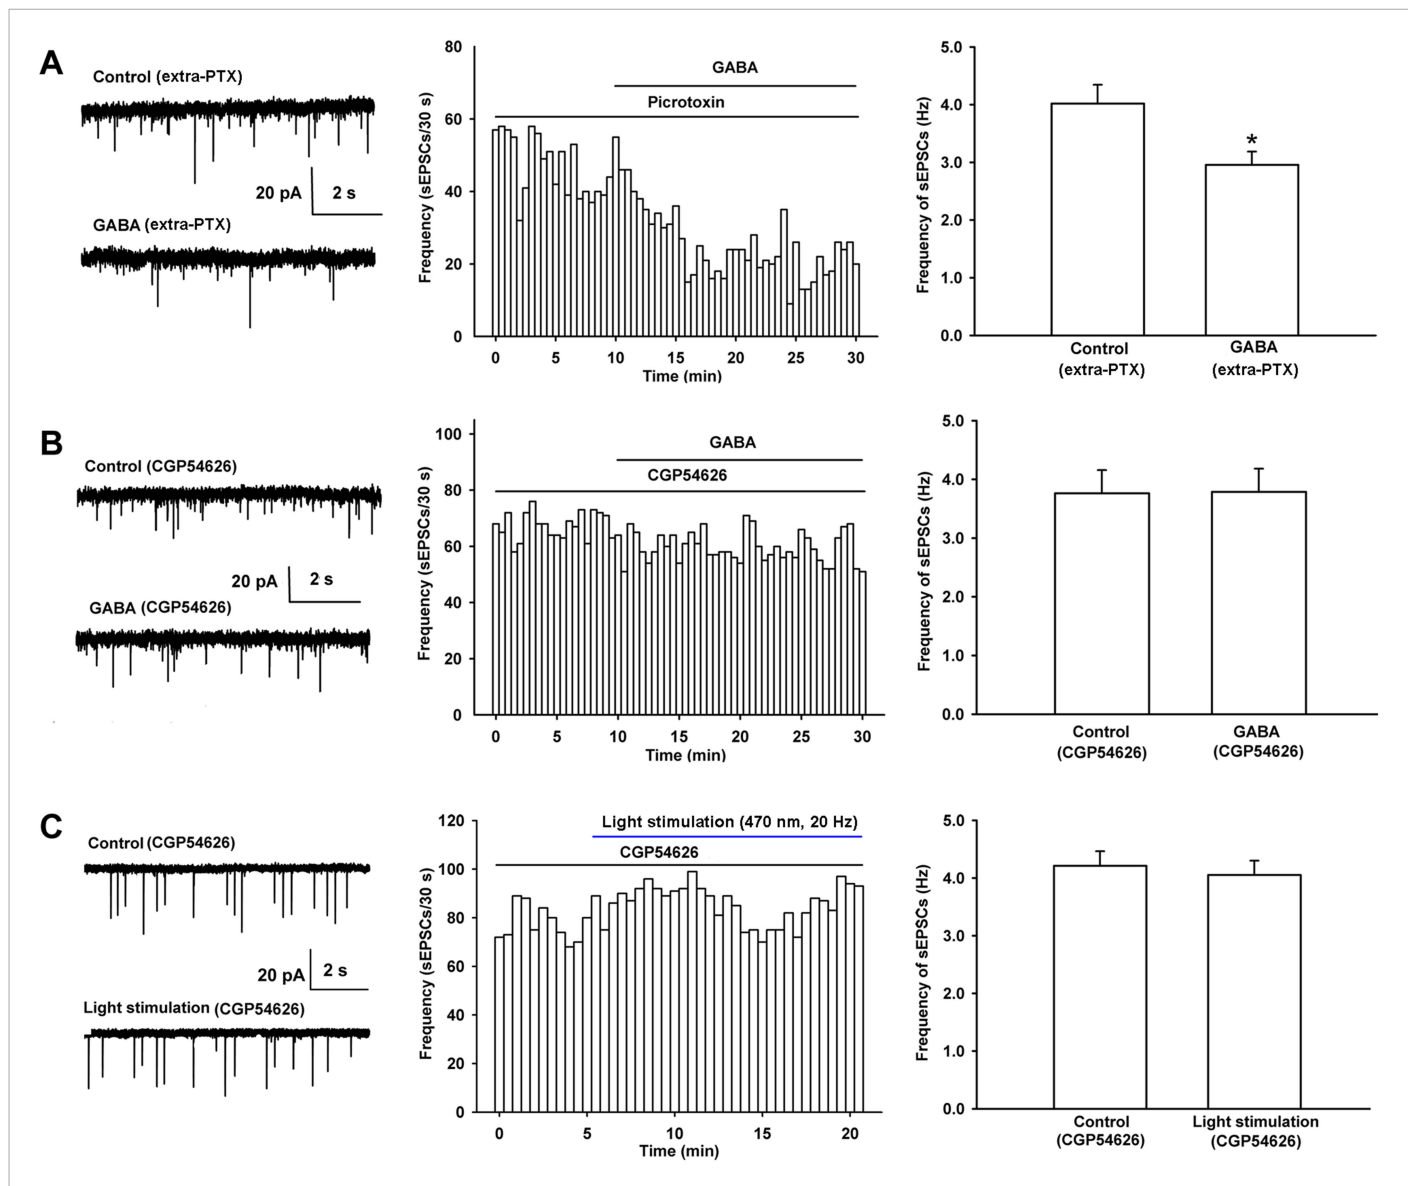 A
Control (extra-PTX)
20 pA
2 s
GABA (extra-PTX)
Frequency (sEPSCs/30 s)
80
60
40
20
0
GABA
Picrotoxin
0 5 10 15 20 25 30
Time (min)
Frequency of sEPSCs (Hz)
5.0
4.0
3.0
2.0
1.0
0.0
*
Control
(extra-PTX)
GABA
(extra-PTX)
B
Control (CGP54626)
20 pA
2 s
GABA (CGP54626)
Frequency (sEPSCs/30 s)
100
80
60
40
20
0
GABA
CGP54626
0 5 10 15 20 25 30
Time (min)
Frequency of sEPSCs (Hz)
5.0
4.0
3.0
2.0
1.0
0.0
Control
(CGP54626)
GABA
(CGP54626)
C
Control (CGP54626)
20 pA
2 s
Light stimulation (CGP54626)
Frequency (sEPSCs/30 s)
120
100
80
60
40
20
0
Light stimulation (470 nm, 20 Hz)
CGP54626
0 5 10 15 20
Time (min)
Frequency of sEPSCs (Hz)
5.0
4.0
3.0
2.0
1.0
0.0
Control
(CGP54626)
Light stimulation
(CGP54626)